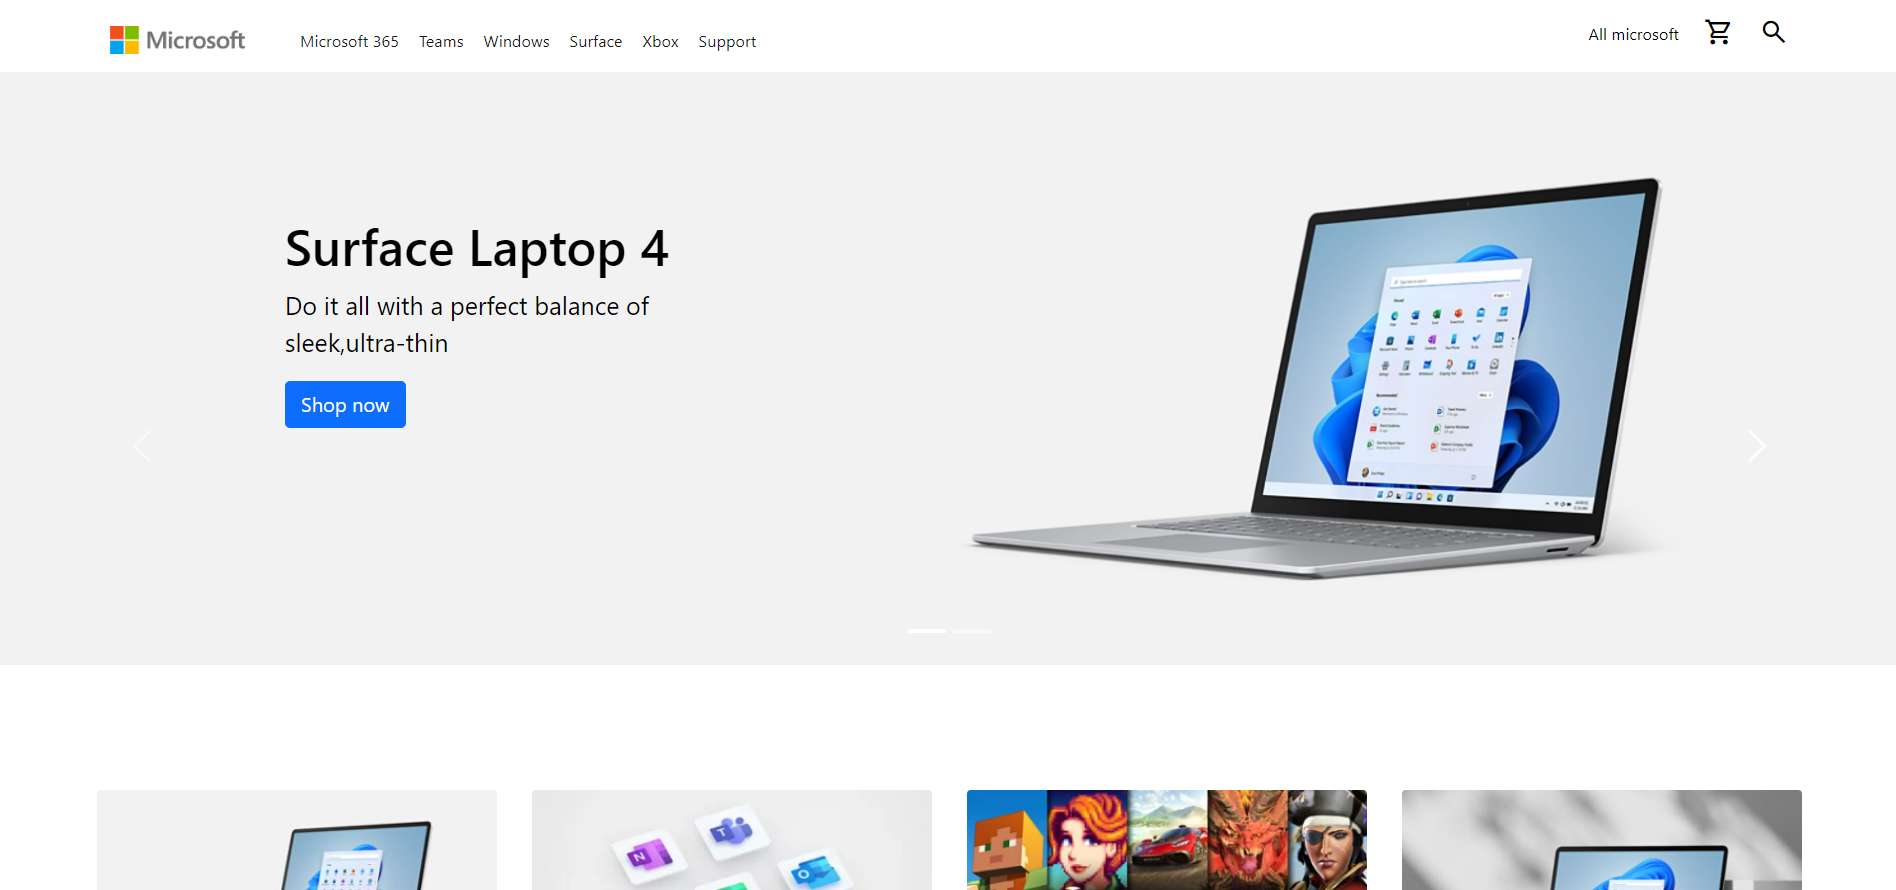 Microsoft
Microsoft 365 Teams Windows Surface Xbox Support
All microsoft
Surface Laptop 4
Do it all with a perfect balance of
sleek,ultra-thin
Shop now